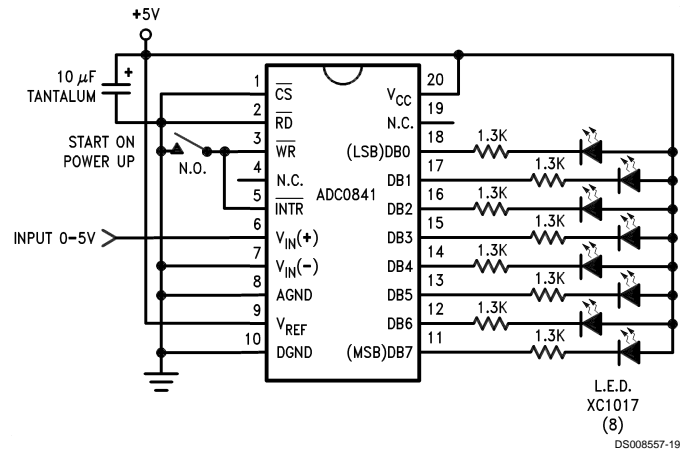 +5V
10 μF
TANTALUM
+
START ON
POWER UP
N.O.
INPUT 0–5V
1
2
3
4
5
6
7
8
9
10
CS
RD
WR
N.C.
INTR
VIN(+)
VIN(−)
AGND
VREF
DGND
ADC0841
VCC
N.C.
(LSB)DB0
DB1
DB2
DB3
DB4
DB5
DB6
(MSB)DB7
20
19
18
17
16
15
14
13
12
11
1.3K
1.3K
1.3K
1.3K
1.3K
1.3K
1.3K
1.3K
L.E.D.
XC1017
(8)
DS008557-19